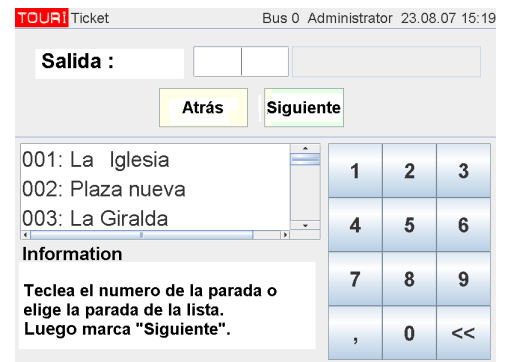 TOURi Ticket Bus 0 Administrator 23.08.07 15:19
Salida :
Atrás Siguiente
001: La Iglesia
002: Plaza nueva
003: La Giralda
1 2 3
4 5 6
7 8 9
, 0 <<
Information
Teclea el numero de la parada o
elige la parada de la lista.
Luego marca "Siguiente".